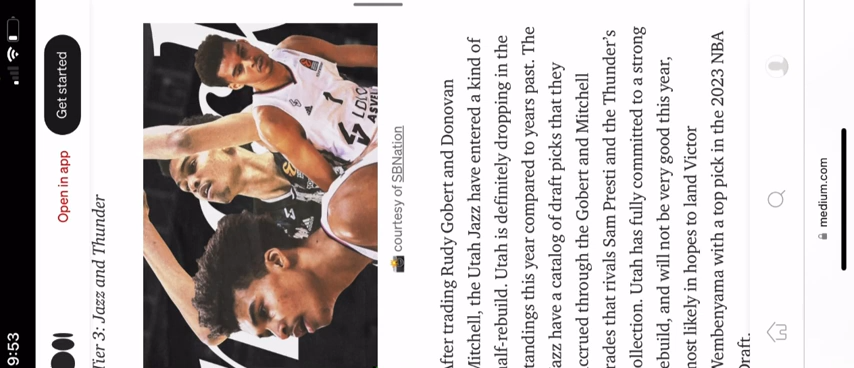 9:53
Open in app
Get started
Tier 3: Jazz and Thunder
1
LDLC
ASVEL
courtesy of SBNation
After trading Rudy Gobert and Donovan
Mitchell, the Utah Jazz have entered a kind of
half-rebuild. Utah is definitely dropping in the
standings this year compared to years past. The
Jazz have a catalog of draft picks that they
accrued through the Gobert and Mitchell
trades that rivals Sam Presti and the Thunder's
collection. Utah has fully committed to a strong
rebuild, and will not be very good this year,
most likely in hopes to land Victor
Wembenyama with a top pick in the 2023 NBA
Draft.
medium.com